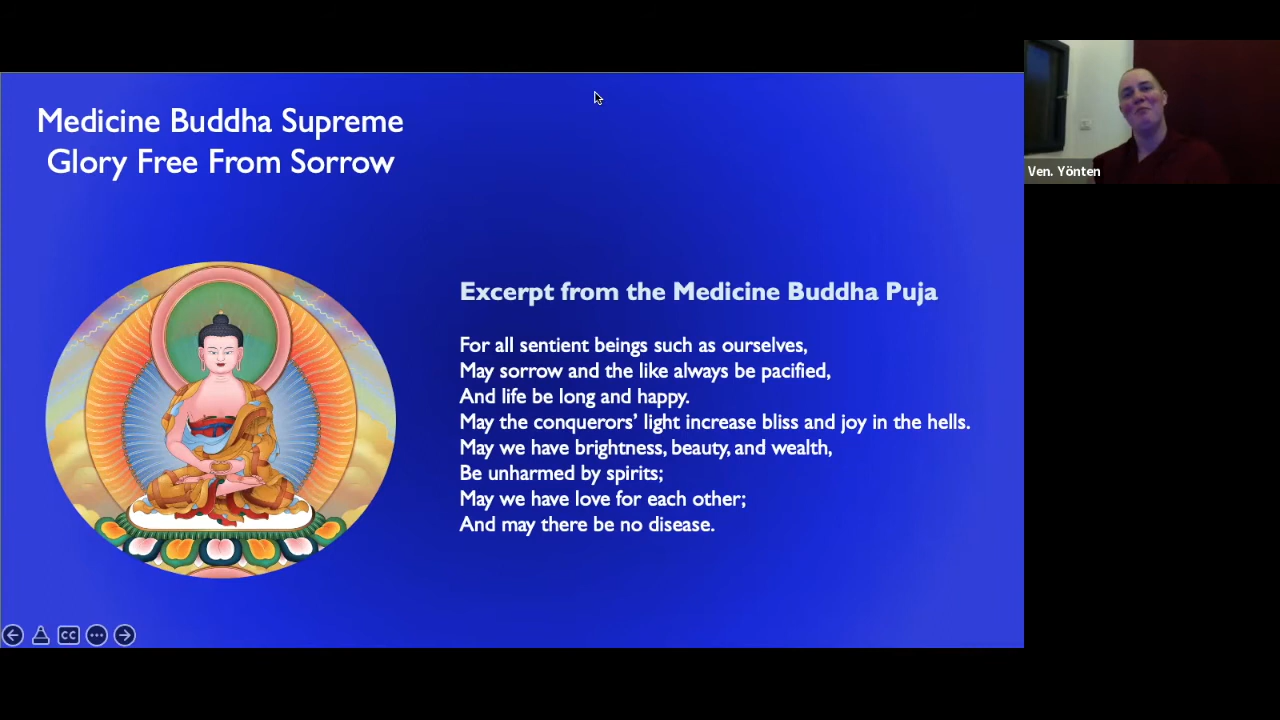 Medicine Buddha Supreme
Glory Free From Sorrow
Excerpt from the Medicine Buddha Puja
For all sentient beings such as ourselves,
May sorrow and the like always be pacified,
And life be long and happy.
May the conquerors’ light increase bliss and joy in the hells.
May we have brightness, beauty, and wealth,
Be unharmed by spirits;
May we have love for each other;
And may there be no disease.
Ven. Yönten
CC